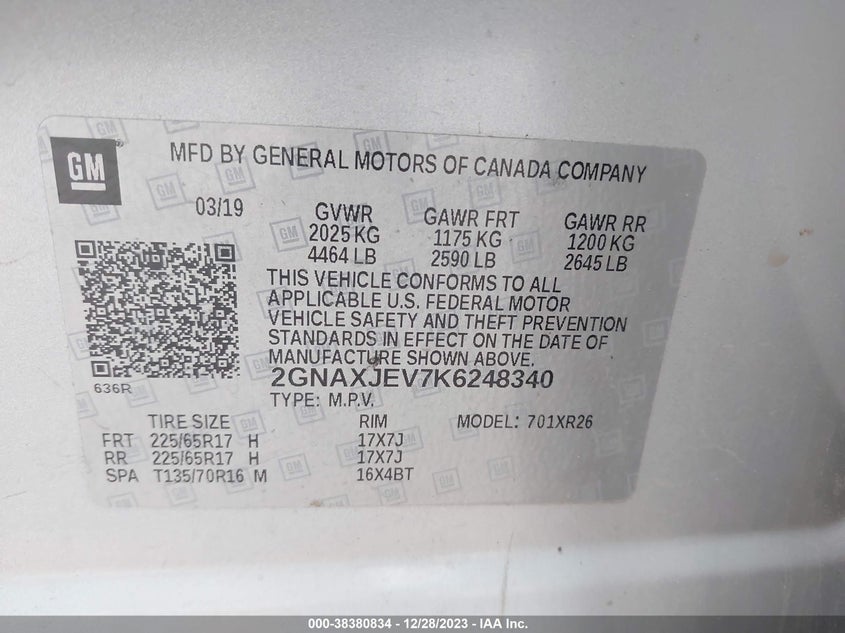 GM
MFD BY GENERAL MOTORS OF CANADA COMPANY
03/19 GVWR GAWR FRT GAWR RR
2025 KG 1175 KG 1200 KG
4464 LB 2590 LB 2645 LB
THIS VEHICLE CONFORMS TO ALL
APPLICABLE U.S. FEDERAL MOTOR
VEHICLE SAFETY AND THEFT PREVENTION
STANDARDS IN EFFECT ON THE DATE OF
MANUFACTURE SHOWN ABOVE.
636R
2GNAXJEV7K6248340
TYPE: M.P.V.
TIRE SIZE RIM MODEL: 701XR26
FRT 225/65R17 H 17X7J
RR 225/65R17 H 17X7J
SPA T135/70R16 M 16X4BT
000-38380834 - 12/28/2023 - IAA Inc.